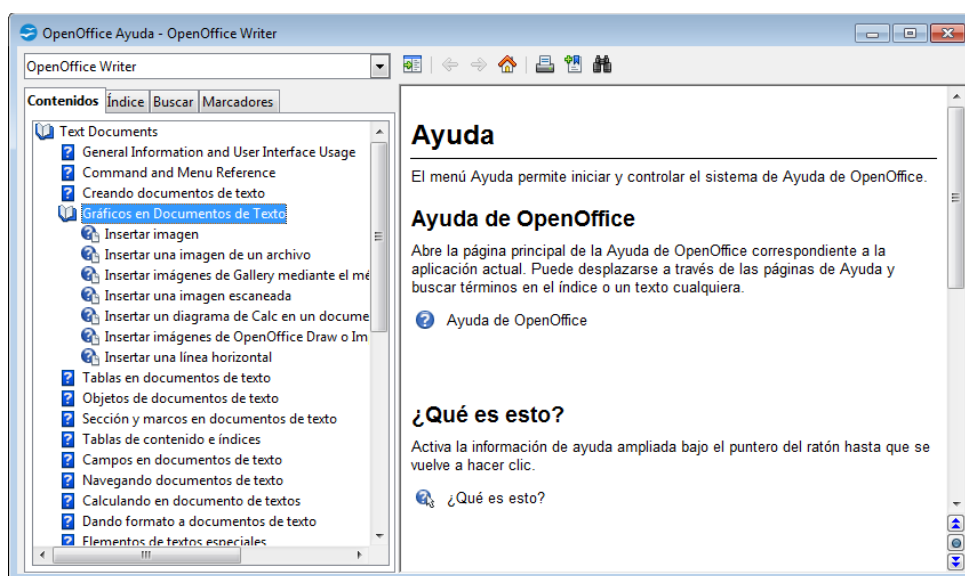 OpenOffice Ayuda - OpenOffice Writer
OpenOffice Writer
Contenidos Índice Buscar Marcadores
Text Documents
General Information and User Interface Usage
Command and Menu Reference
Creando documentos de texto
Gráficos en Documentos de Texto
Insertar imagen
Insertar una imagen de un archivo
Insertar imágenes de Gallery mediante el mé
Insertar una imagen escaneada
Insertar un diagrama de Calc en un docume
Insertar imágenes de OpenOffice Draw o Im
Insertar una línea horizontal
Tablas en documentos de texto
Objetos de documentos de texto
Sección y marcos en documentos de texto
Tablas de contenido e índices
Campos en documentos de texto
Navegando documentos de texto
Calculando en documento de textos
Dando formato a documentos de texto
Elementos de textos especiales
Ayuda
El menú Ayuda permite iniciar y controlar el sistema de Ayuda de OpenOffice.
Ayuda de OpenOffice
Abre la página principal de la Ayuda de OpenOffice correspondiente a la
aplicación actual. Puede desplazarse a través de las páginas de Ayuda y
buscar términos en el índice o un texto cualquiera.
Ayuda de OpenOffice
¿Qué es esto?
Activa la información de ayuda ampliada bajo el puntero del ratón hasta que se
vuelve a hacer clic.
¿Qué es esto?